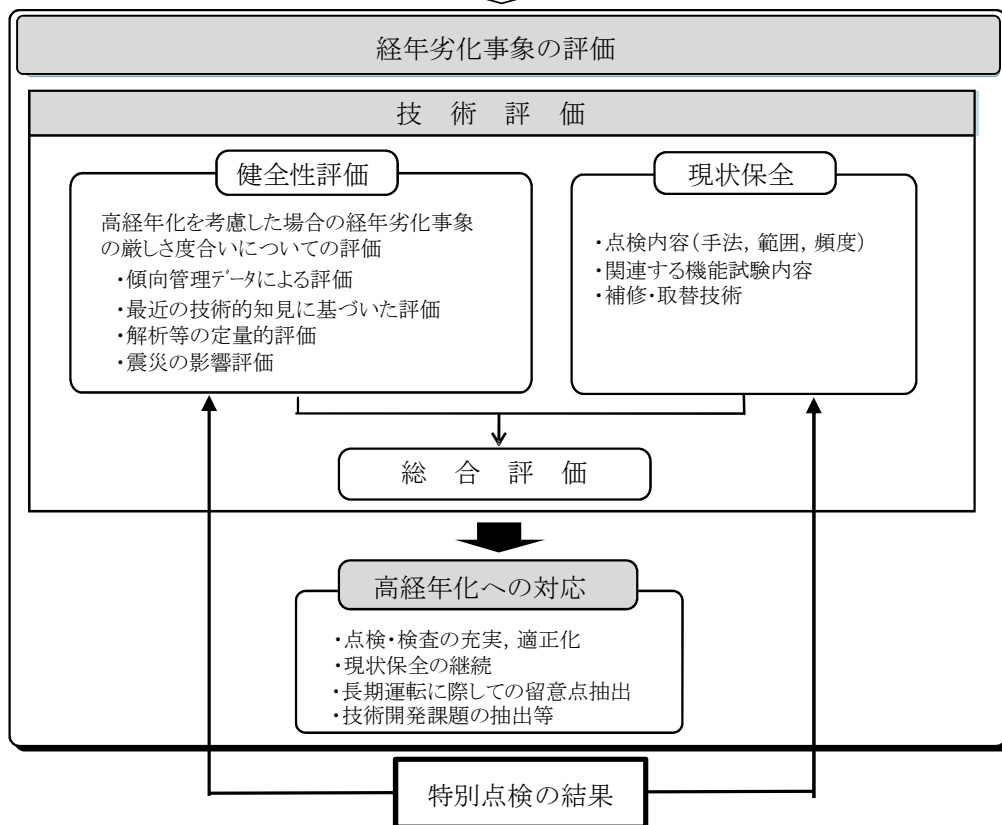 経年劣化事象の評価
技 術 評 価
健全性評価
高経年化を考慮した場合の経年劣化事象
の厳しさ度合いについての評価
・傾向管理データによる評価
・最近の技術的知見に基づいた評価
・解析等の定量的評価
・震災の影響評価
現状保全
・点検内容(手法, 範囲, 頻度)
・関連する機能試験内容
・補修・取替技術
総 合 評 価
高経年化への対応
・点検・検査の充実, 適正化
・現状保全の継続
・長期運転に際しての留意点抽出
・技術開発課題の抽出等
特別点検の結果